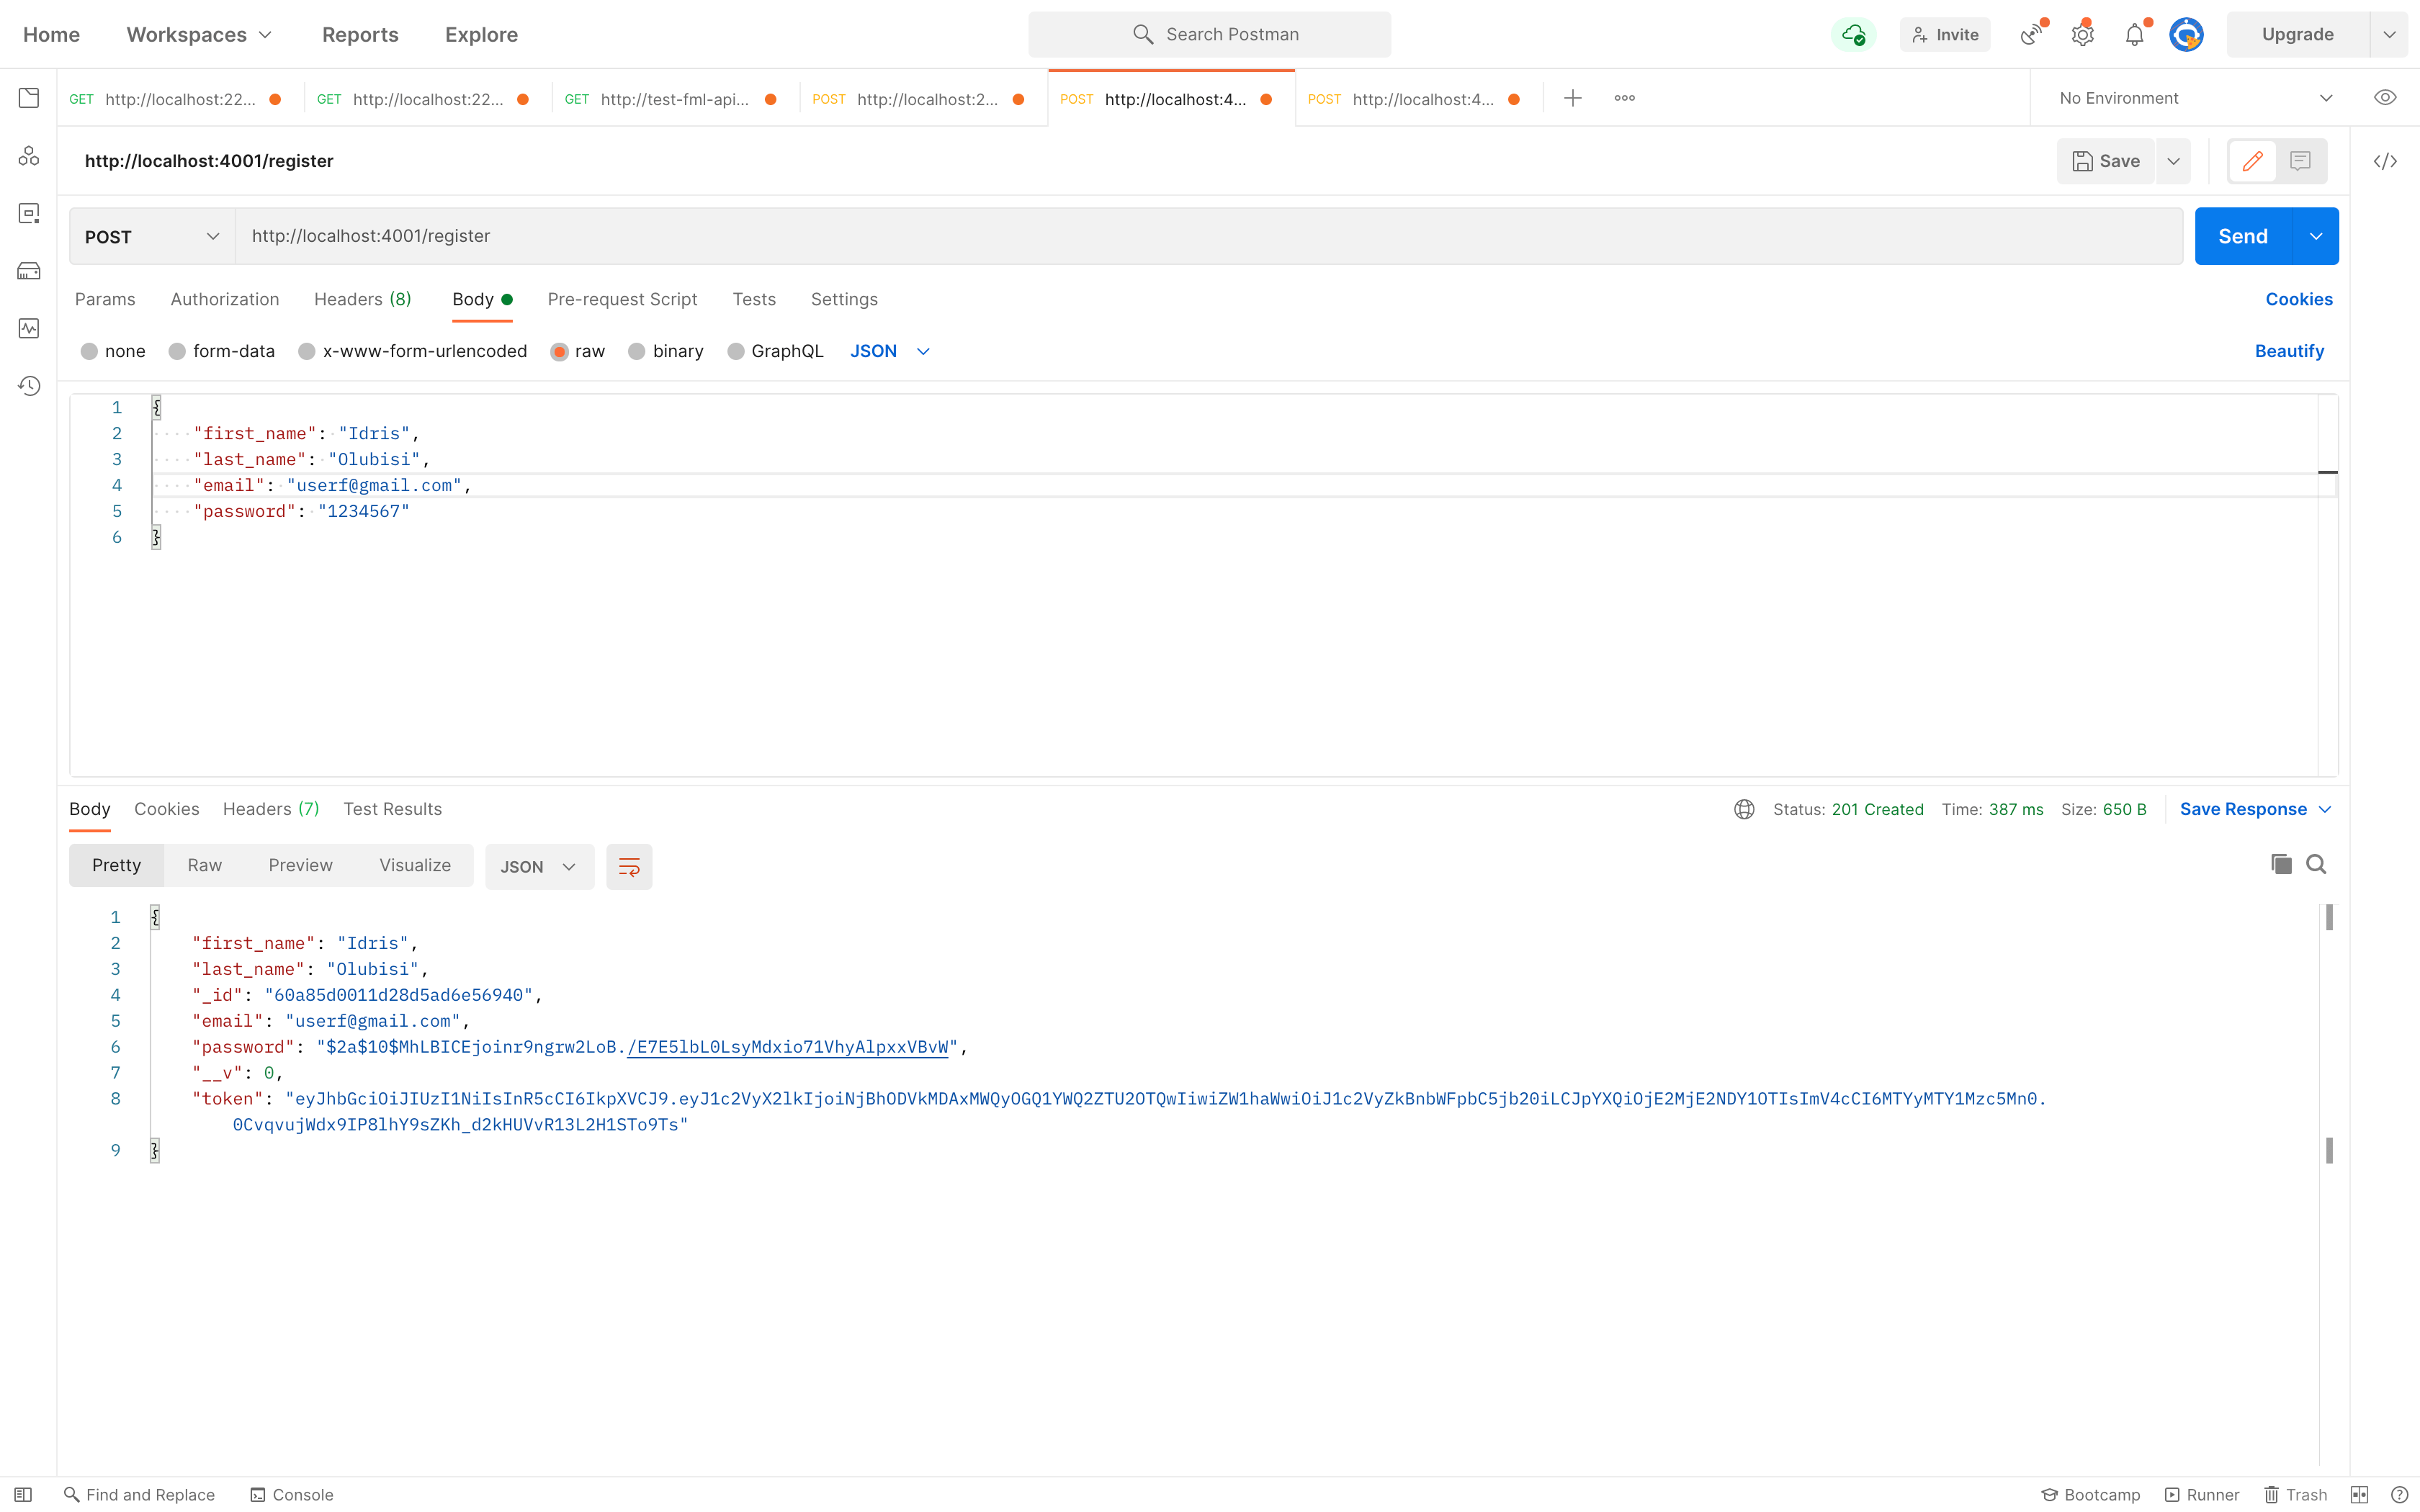 Home Workspaces Reports Explore Search Postman Invite Upgrade
GET http://localhost:22... GET http://localhost:22... GET http://test-fml-api... POST http://localhost:2... POST http://localhost:4... POST http://localhost:4... No Environment
http://localhost:4001/register Save
POST http://localhost:4001/register Send
Params Authorization Headers (8) Body Pre-request Script Tests Settings Cookies
none form-data x-www-form-urlencoded raw binary GraphQL JSON Beautify
1 {
2 "first_name": "Idris",
3 "last_name": "Olubisi",
4 "email": "userf@gmail.com",
5 "password": "1234567"
6 }
Body Cookies Headers (7) Test Results Status: 201 Created Time: 387 ms Size: 650 B Save Response
Pretty Raw Preview Visualize JSON
1 {
2 "first_name": "Idris",
3 "last_name": "Olubisi",
4 "_id": "60a85d0011d28d5ad6e56940",
5 "email": "userf@gmail.com",
6 "password": "$2a$10$MhLBICEjoinr9ngrw2LoB./E7E5lbL0LsyMdxio71VhyAlpxxVBvW",
7 "__v": 0,
8 "token": "eyJhbGciOiJIUzI1NiIsInR5cCI6IkpXVCJ9.eyJ1c2VyX2lkIjoiNjBhODVkMDAxMWQyOGQ1YWQ2ZTU2OTQwIiwiZW1haWwiOiJ1c2VyZkBnbWFpbC5jb20iLCJpYXQiOjE2MjE2NDY1OTIsImV4cCI6MTYyMTY1Mzc5Mn0.
0CvqvujWdx9IP8lhY9sZKh_d2kHUVvR13L2H1STo9Ts"
9 }
Find and Replace Console Bootcamp Runner Trash